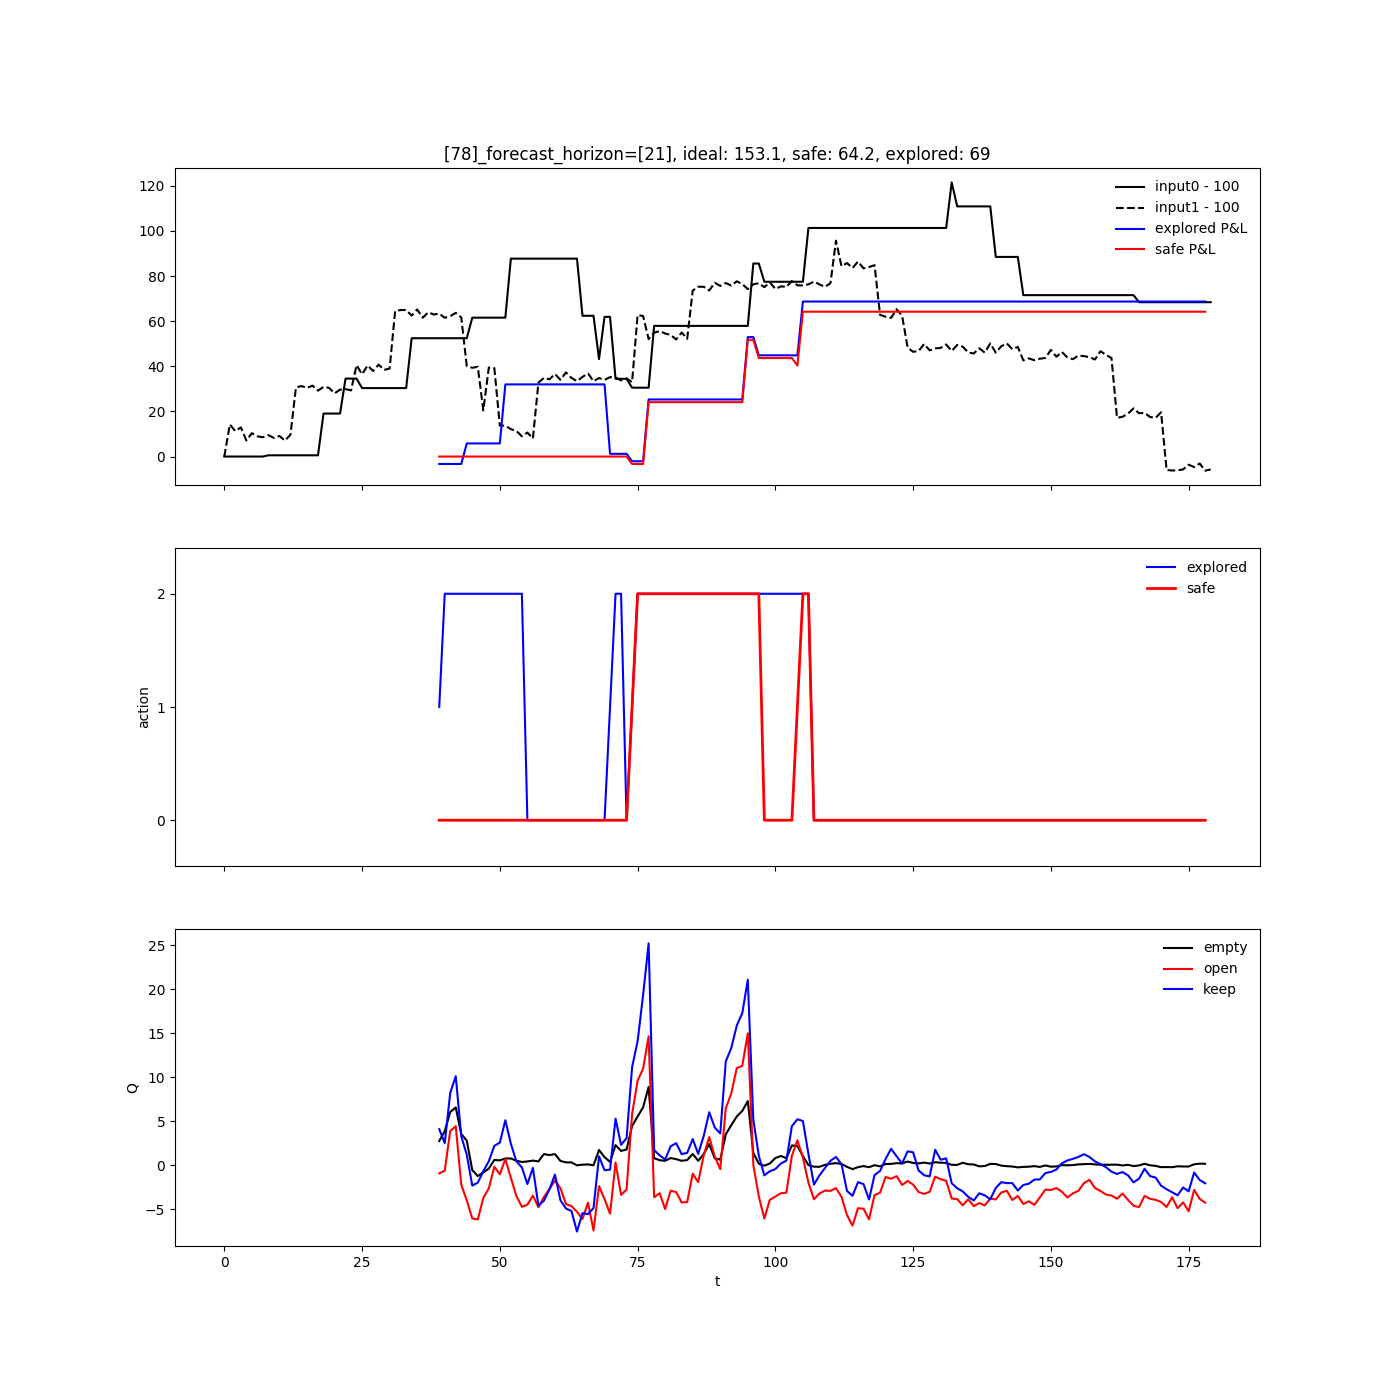 [78]_forecast_horizon=[21], ideal: 153.1, safe: 64.2, explored: 69
120
100
80
60
40
20
0
input0 - 100
input1 - 100
explored P&L
safe P&L
2
1
0
action
explored
safe
25
20
15
10
5
0
−5
Q
empty
open
keep
0
25
50
75
100
125
150
175
t